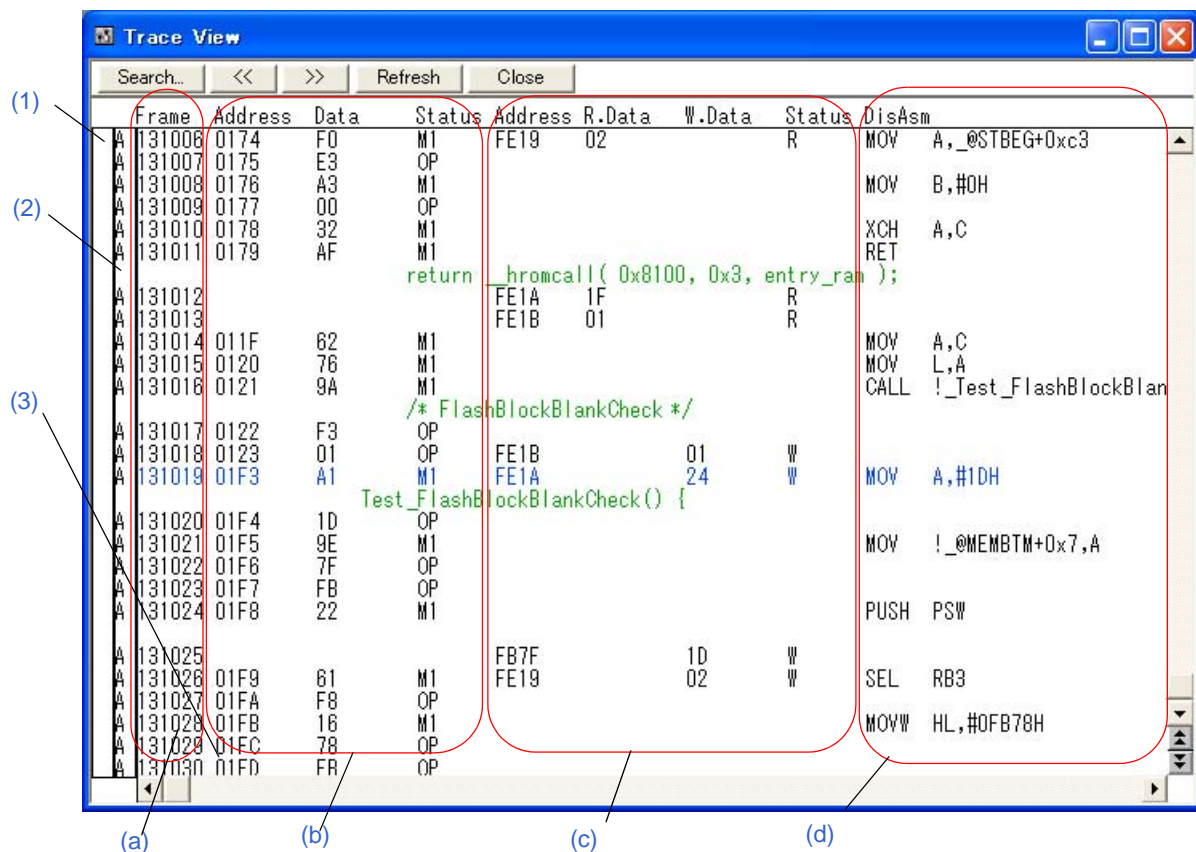 Trace View
Search... << >> Refresh Close
Frame Address Data Status Address R.Data W.Data Status DisAsm
(1)
A 131006 0174 F0 M1 FE19 02 R MOV A,_@STBEG+0xc3
A 131007 0175 E3 OP
A 131008 0176 A3 M1 MOV B,#0H
A 131009 0177 00 OP
(2)
A 131010 0178 32 M1 XCH A,C
A 131011 0179 AF M1 RET
return __hromcall( 0x8100, 0x3, entry_ram );
A 131012 FE1A 1F R
A 131013 FE1B 01 R
A 131014 011F 62 M1 MOV A,C
A 131015 0120 76 M1 MOV L,A
A 131016 0121 9A M1 CALL !_Test_FlashBlockBlan
(3)
/* FlashBlockBlankCheck */
A 131017 0122 F3 OP
A 131018 0123 01 OP FE1B 01 W
A 131019 01F3 A1 M1 FE1A 24 W MOV A,#1DH
Test_FlashBlockBlankCheck() {
A 131020 01F4 1D OP
A 131021 01F5 9E M1 MOV !_@MEMBTM+0x7,A
A 131022 01F6 7F OP
A 131023 01F7 FB OP
A 131024 01F8 22 M1 PUSH PSW
A 131025 FB7F 1D W
A 131026 01F9 61 M1 FE19 02 W SEL RB3
A 131027 01FA F8 OP
A 131028 01FB 16 M1 MOVW HL,#0FB78H
A 131029 01FC 78 OP
A 131030 01FD FB OP
(a) (b) (c) (d)